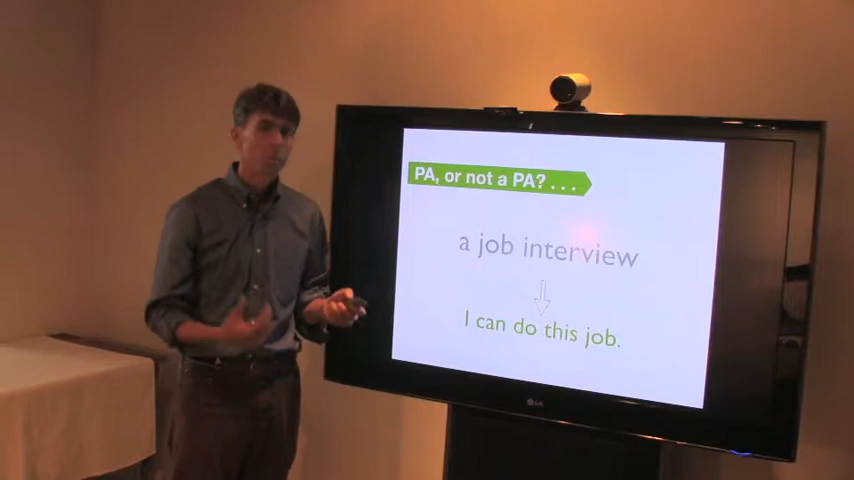 PA, or not a PA? . . .
a job interview
I can do this job.
LG